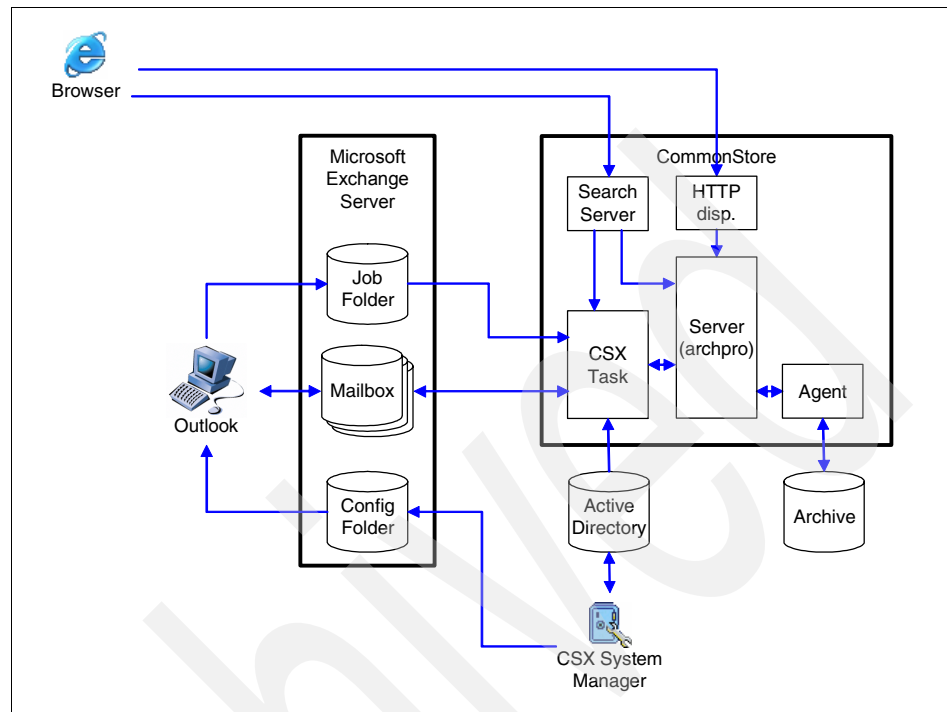 Browser
Microsoft
Exchange
Server
CommonStore
Search
Server
HTTP
disp.
Job
Folder
CSX
Task
Server
(archpro)
Mailbox
Agent
Outlook
Config
Folder
Active
Directory
Archive
CSX System
Manager
hived